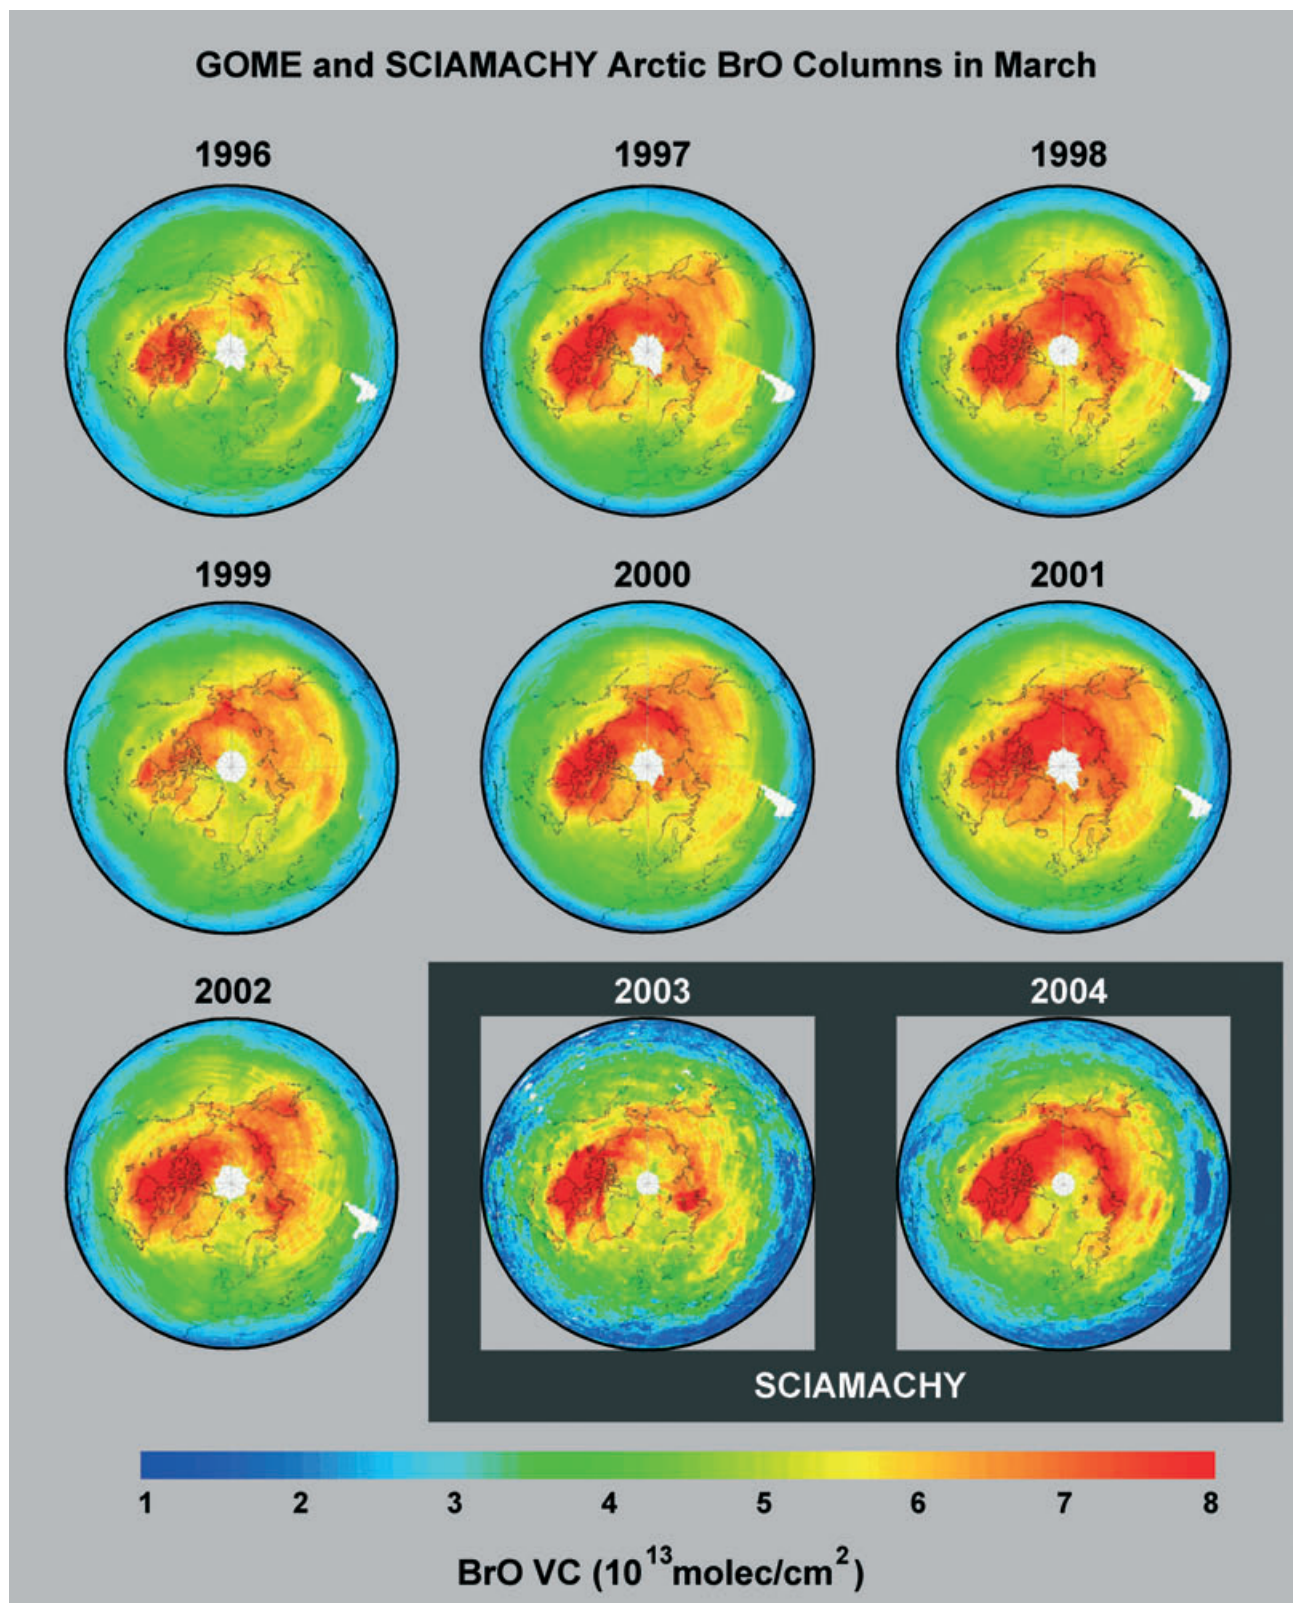 GOME and SCIAMACHY Arctic BrO Columns in March
1996 1997 1998
1999 2000 2001
2002 2003 2004
SCIAMACHY
1 2 3 4 5 6 7 8
BrO VC (10¹³molec/cm²)